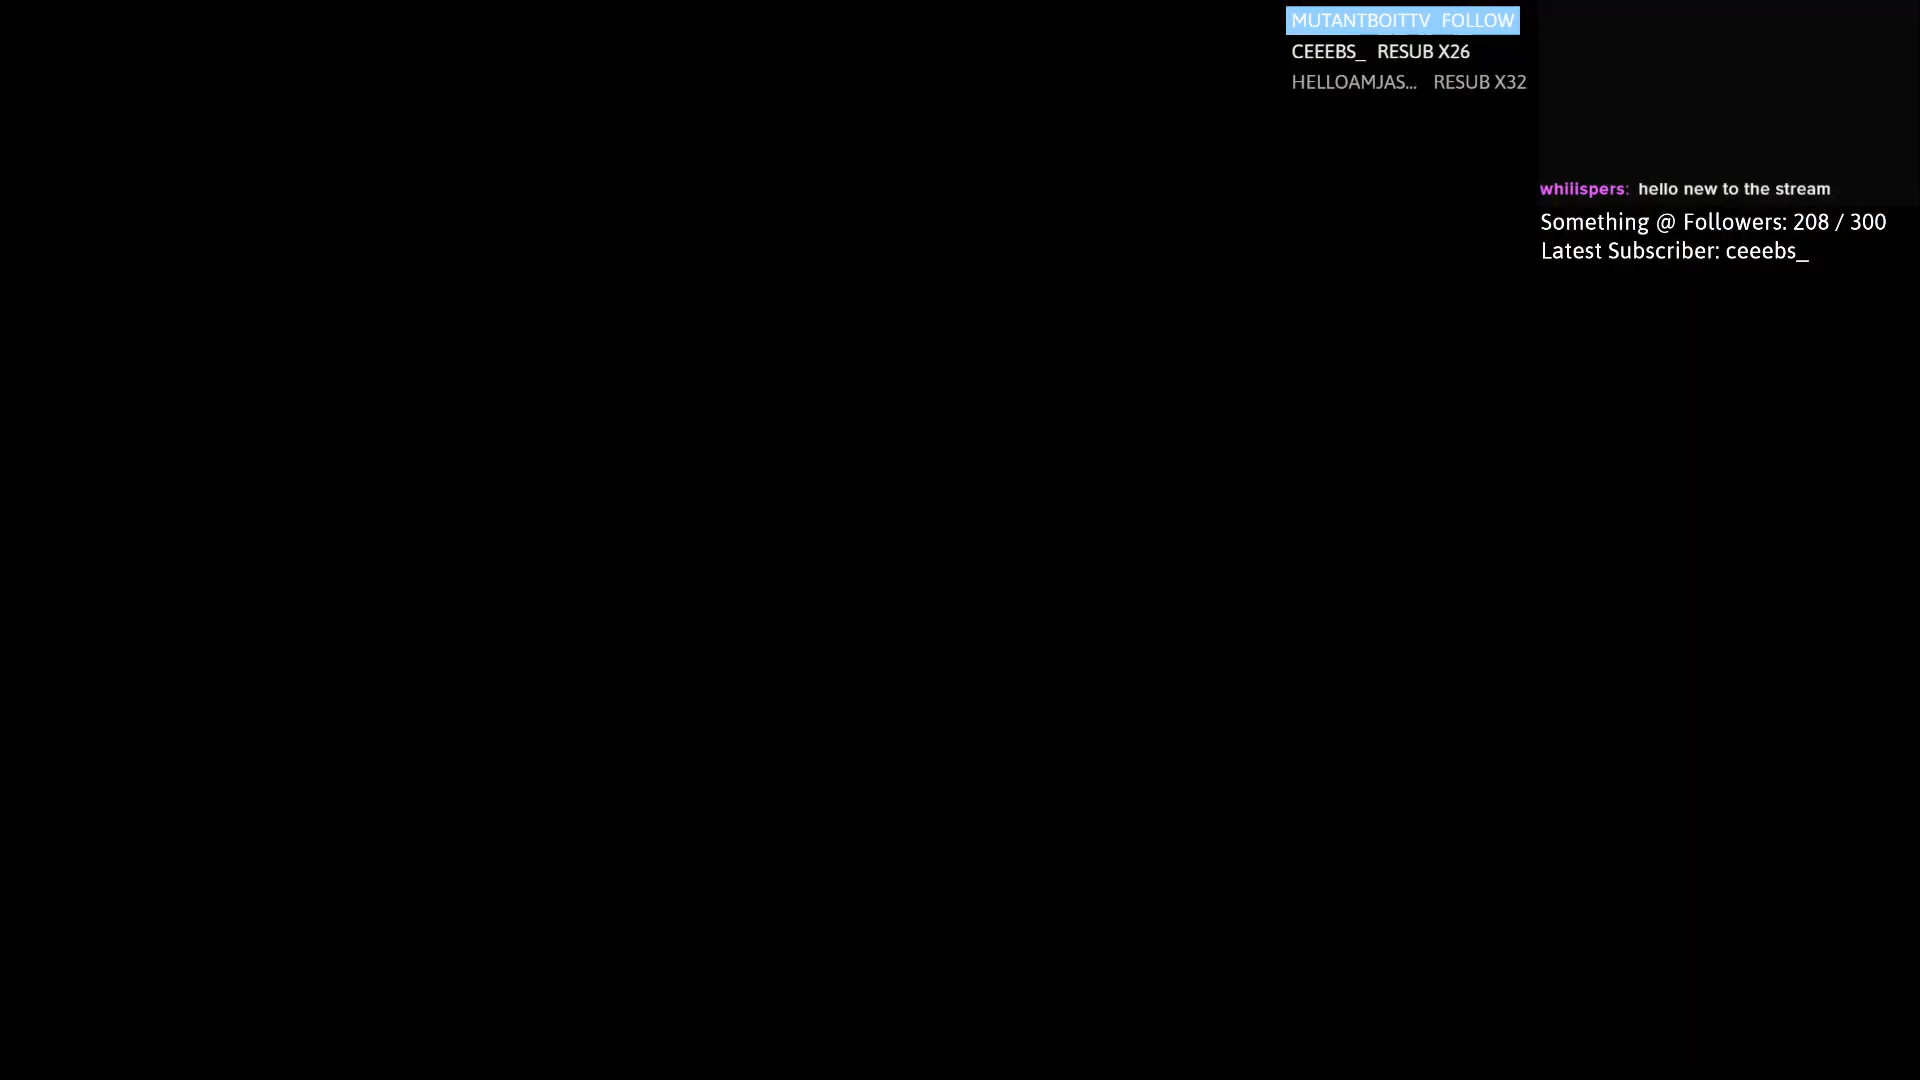 MUTANTBOITTV FOLLOW
CEEEBS_ RESUB X26
HELLOAMJAS... RESUB X32
whiiispers: hello new to the stream
Something @ Followers: 208 / 300
Latest Subscriber: ceeebs_